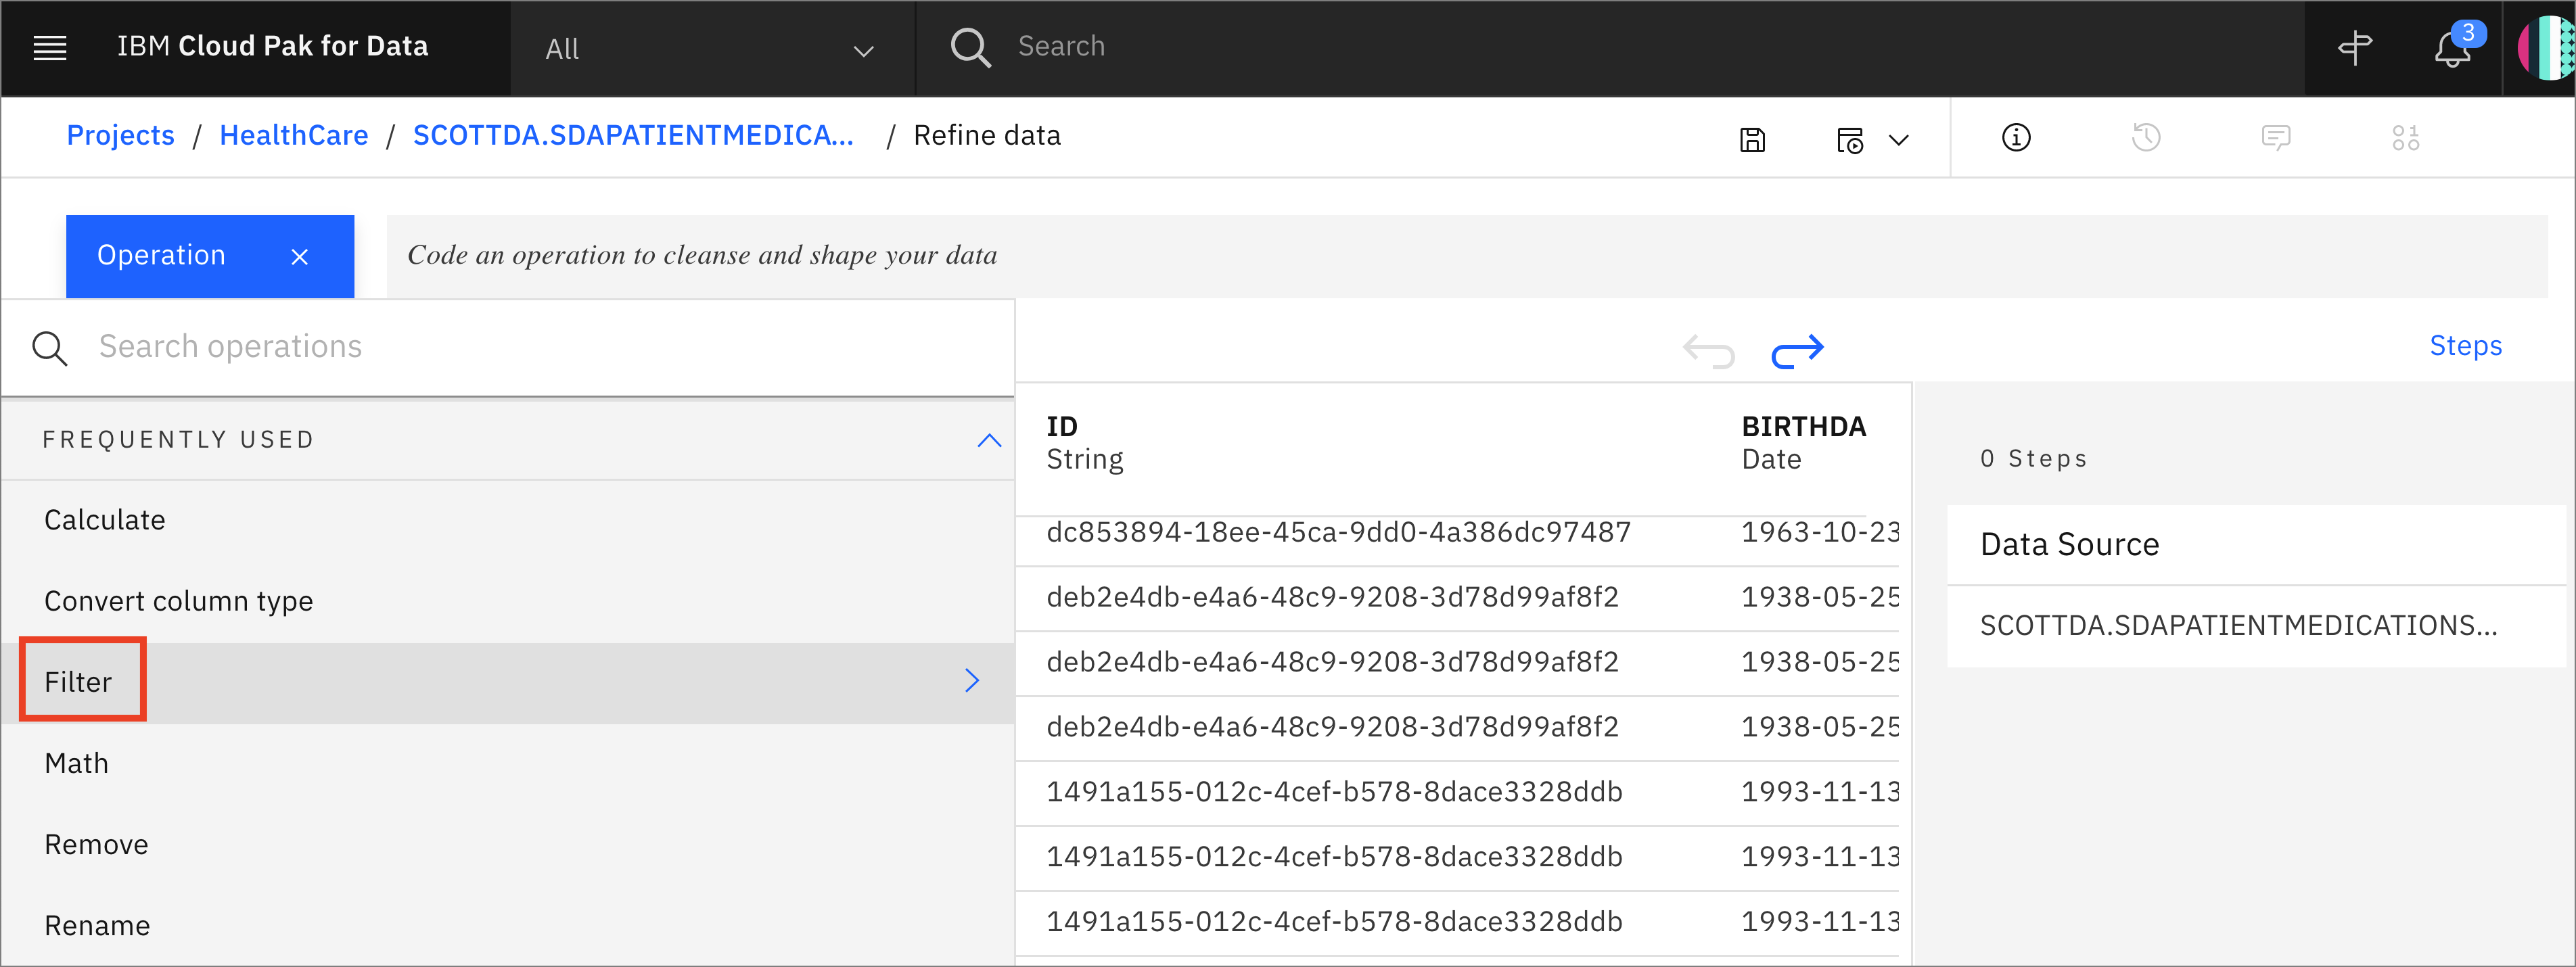 IBM Cloud Pak for Data
All
Search
3
Projects / HealthCare / SCOTTDA.SDAPATIENTMEDICA... / Refine data
Operation ×
Code an operation to cleanse and shape your data
Search operations
Steps
FREQUENTLY USED
Calculate
Convert column type
Filter
Math
Remove
Rename
ID BIRTHDA
String Date
dc853894-18ee-45ca-9dd0-4a386dc97487 1963-10-23
deb2e4db-e4a6-48c9-9208-3d78d99af8f2 1938-05-25
deb2e4db-e4a6-48c9-9208-3d78d99af8f2 1938-05-25
deb2e4db-e4a6-48c9-9208-3d78d99af8f2 1938-05-25
1491a155-012c-4cef-b578-8dace3328ddb 1993-11-13
1491a155-012c-4cef-b578-8dace3328ddb 1993-11-13
1491a155-012c-4cef-b578-8dace3328ddb 1993-11-13
0 Steps
Data Source
SCOTTDA.SDAPATIENTMEDICATIONS...